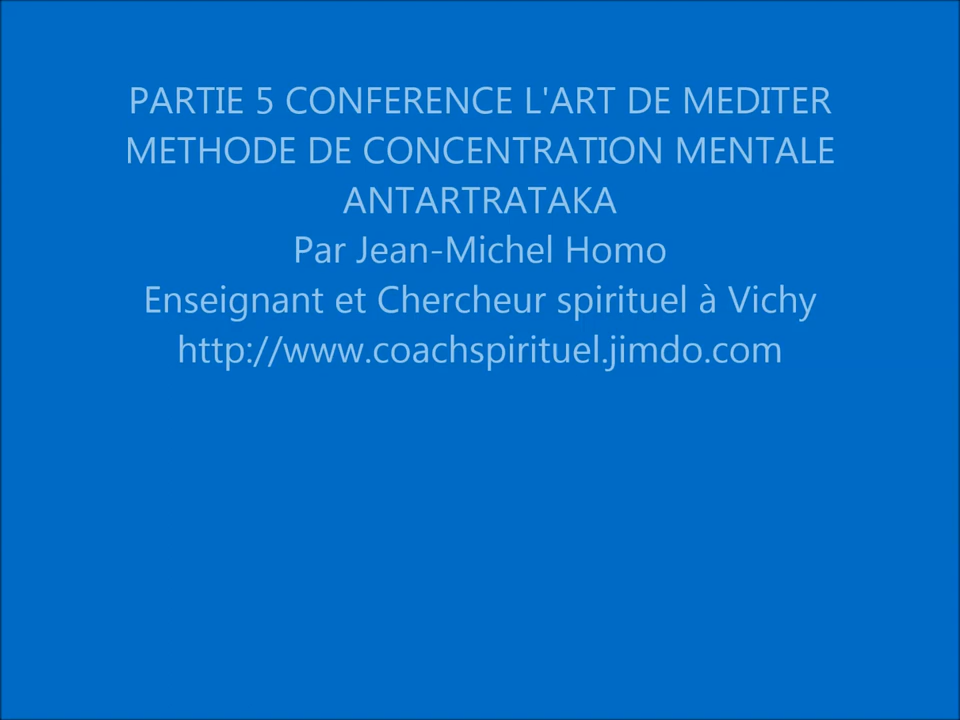 PARTIE 5 CONFERENCE L'ART DE MEDITER
METHODE DE CONCENTRATION MENTALE
ANTARTRATAKA
Par Jean-Michel Homo
Enseignant et Chercheur spirituel à Vichy
http://www.coachspirituel.jimdo.com